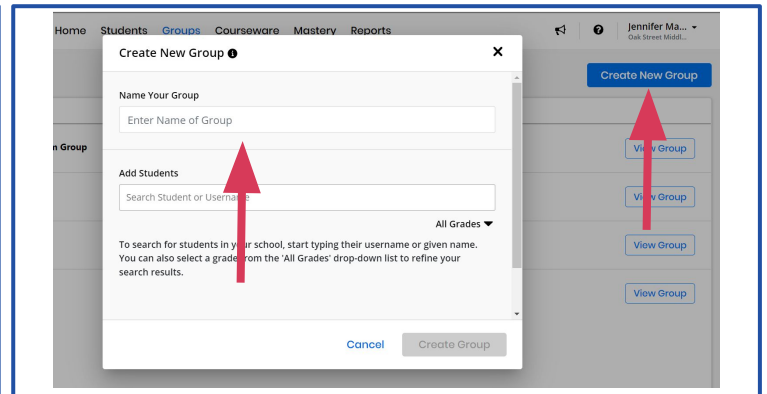 Home Students Groups Courseware Mastery Reports Jennifer Ma...
Oak Street Middl...
Create New Group
Create New Group
Name Your Group
Enter Name of Group
n Group
View Group
Add Students
Search Student or Username
View Group
All Grades
To search for students in your school, start typing their username or given name.
You can also select a grade from the 'All Grades' drop-down list to refine your
search results.
View Group
View Group
Cancel Create Group